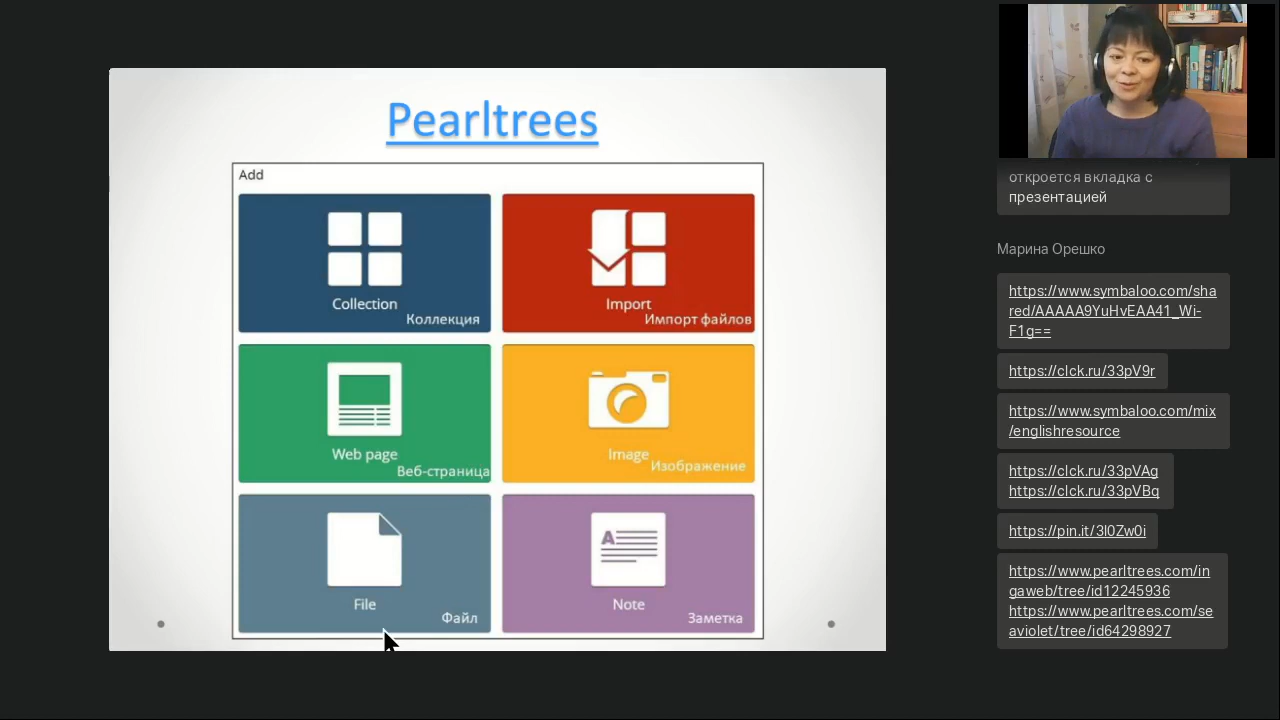 Pearltrees
Add
Collection
Коллекция
Import
Импорт файлов
Web page
Веб-страница
Image
Изображение
File
Файл
Note
Заметка
откроется вкладка с
презентацией
Марина Орешко
https://www.symbaloo.com/sha
red/AAAAA9YuHvEAA41_Wi-
F1g==
https://clck.ru/33pV9r
https://www.symbaloo.com/mix
/englishresource
https://clck.ru/33pVAg
https://clck.ru/33pVBq
https://pin.it/3l0Zw0i
https://www.pearltrees.com/in
gaweb/tree/id12245936
https://www.pearltrees.com/se
aviolet/tree/id64298927